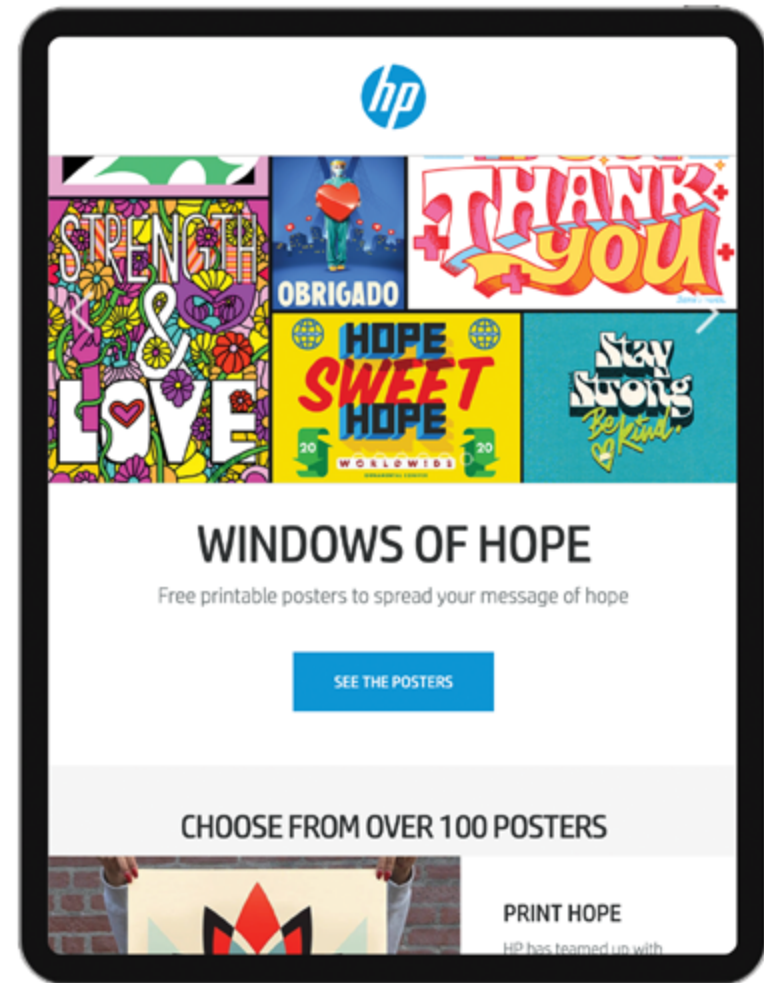 hp
STRENGTH
&
LOVE
OBRIGADO
THANK
YOU
HOPE
SWEET
HOPE
20 20
WORLDWIDE
Stay
Strong
Be
Kind.
WINDOWS OF HOPE
Free printable posters to spread your message of hope
SEE THE POSTERS
CHOOSE FROM OVER 100 POSTERS
PRINT HOPE
HP has teamed up with